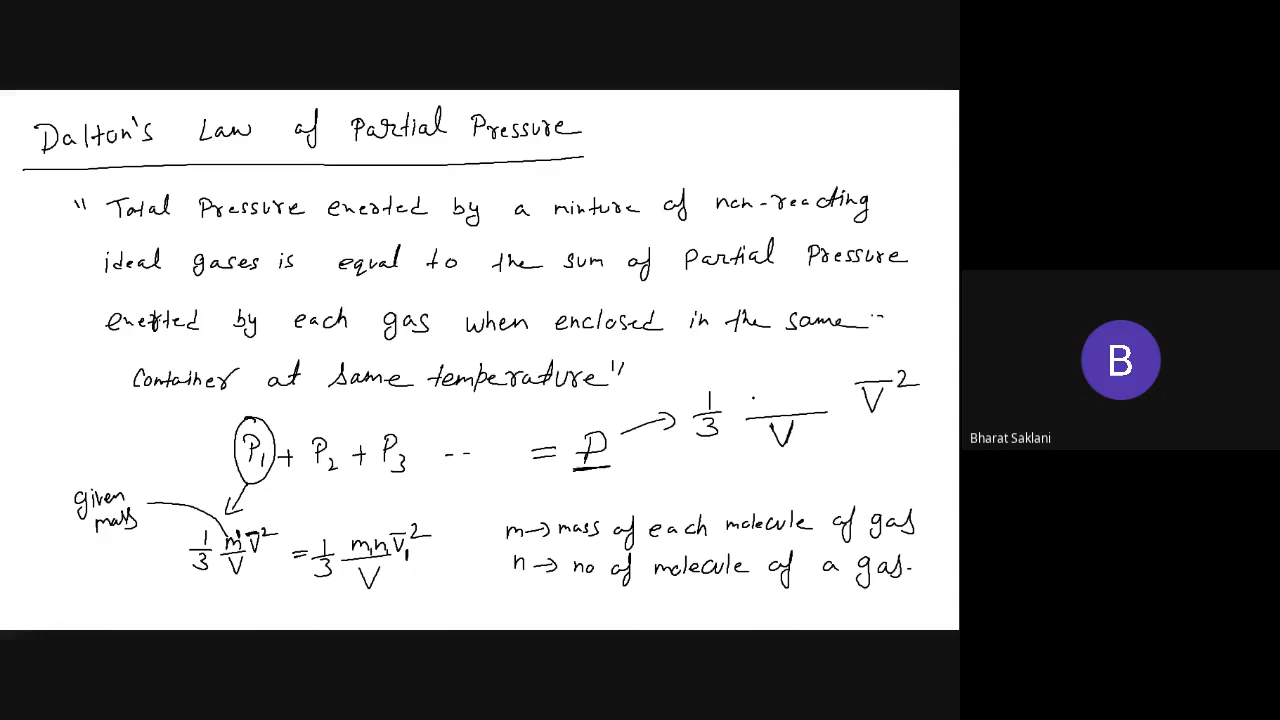 Dalton's Law of Partial Pressure
" Total Pressure exerted by a mixture of non-reacting
ideal gases is equal to the sum of Partial Pressure
exerted by each gas when enclosed in the same
Container at same temperature"
P₁ + P₂ + P₃ -- = P → 1/3 —/V V̅²
given mass
1/3 m'/V V̅² = 1/3 mn/V V̅₁²
m → mass of each molecule of gas
n → no of molecule of a gas.
B
Bharat Saklani